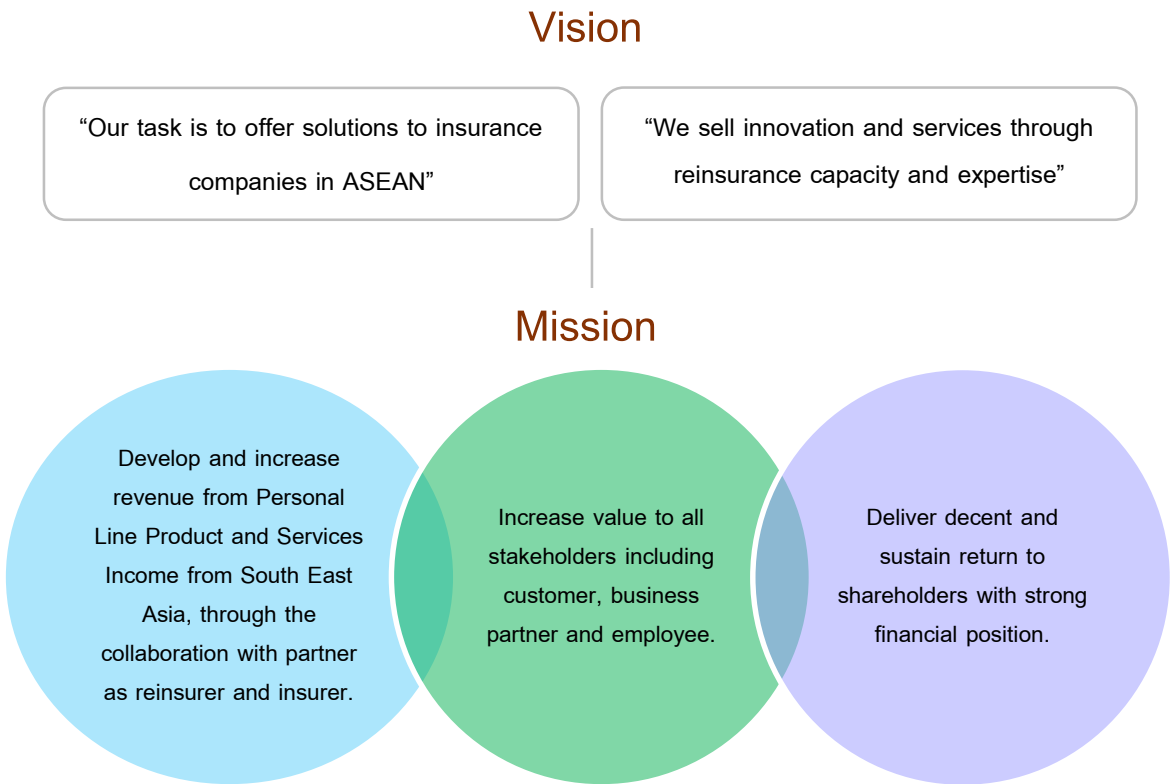 Vision
“Our task is to offer solutions to insurance
companies in ASEAN”
“We sell innovation and services through
reinsurance capacity and expertise”
Mission
Develop and increase
revenue from Personal
Line Product and Services
Income from South East
Asia, through the
collaboration with partner
as reinsurer and insurer.
Increase value to all
stakeholders including
customer, business
partner and employee.
Deliver decent and
sustain return to
shareholders with strong
financial position.